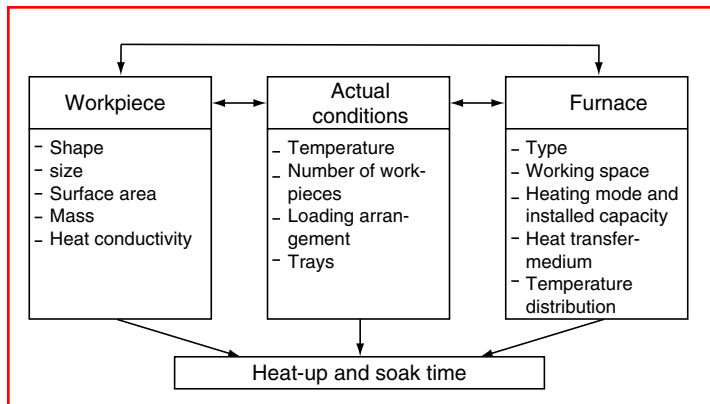 Workpiece
– Shape
– size
– Surface area
– Mass
– Heat conductivity
Actual
conditions
– Temperature
– Number of work-
pieces
– Loading arran-
gement
– Trays
Furnace
– Type
– Working space
– Heating mode and
installed capacity
– Heat transfer-
medium
– Temperature
distribution
Heat-up and soak time